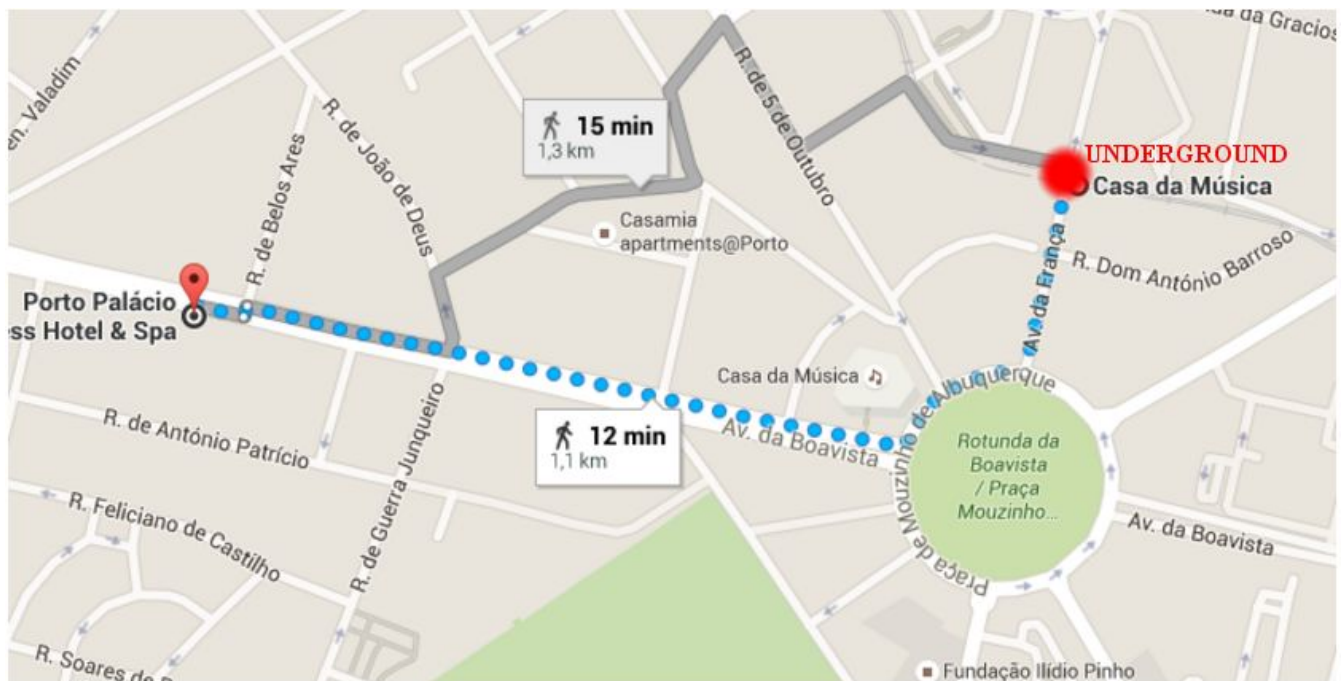 da Gracios
en. Valadim
R. de João de Deus
R. de 5 de Outubro
15 min
1,3 km
UNDERGROUND
Casa da Música
R. de Belos Ares
Casamia
apartments@Porto
Av. da França
R. Dom António Barroso
Porto Palácio
ess Hotel & Spa
Casa da Música
Praça de Mouzinho de Albuquerque
12 min
1,1 km
Av. da Boavista
Rotunda da
Boavista
/ Praça
Mouzinho...
R. de António Patrício
R. de Guerra Junqueiro
R. Feliciano de Castilho
Av. da Boavista
R. Soares de
Fundação Ilídio Pinho